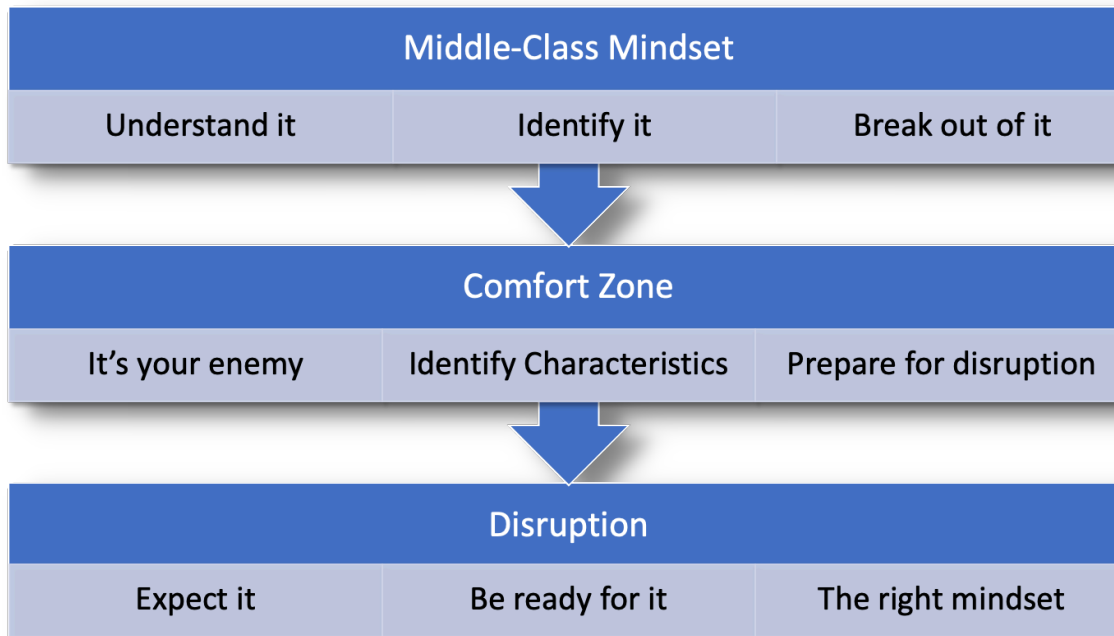 Middle-Class Mindset
Understand it
Identify it
Break out of it
Comfort Zone
It’s your enemy
Identify Characteristics
Prepare for disruption
Disruption
Expect it
Be ready for it
The right mindset